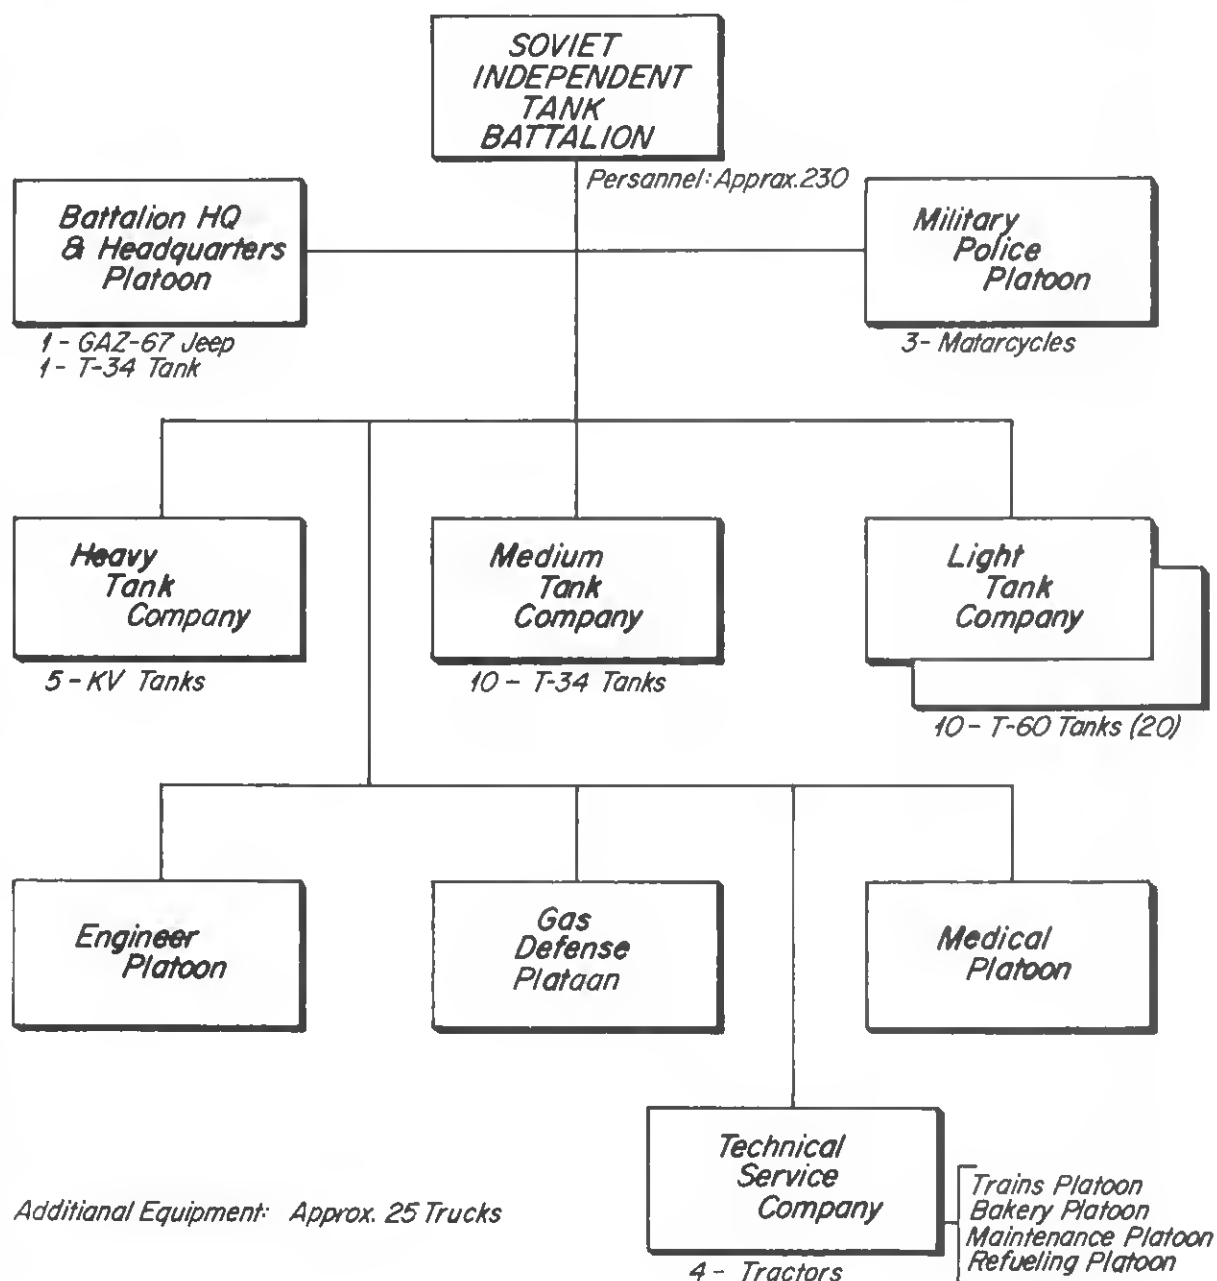 SOVIET
INDEPENDENT
TANK
BATTALION
Personnel: Apprax. 230
Battalion HQ
& Headquarters
Platoon
1 - GAZ-67 Jeep
1 - T-34 Tank
Military
Police
Platoon
3 - Matarcycles
Heavy
Tank
Company
5 - KV Tanks
Medium
Tank
Company
10 - T-34 Tanks
Light
Tank
Company
10 - T-60 Tanks (20)
Engineer
Platoon
Gas
Defense
Plataan
Medical
Platoon
Technical
Service
Company
4 - Tractors
Trains Platoon
Bakery Platoon
Maintenance Platoon
Refueling Platoon
Additianal Equipment: Approx. 25 Trucks